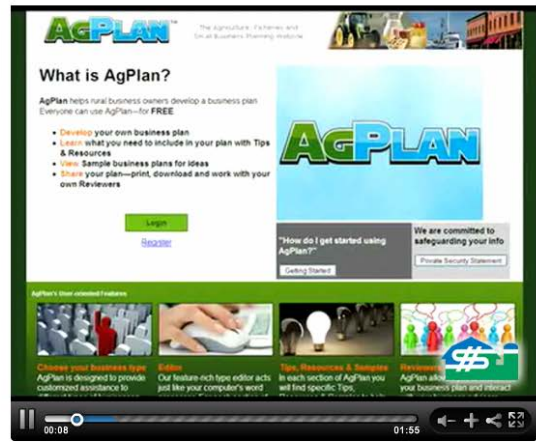 AGPLAN™
The Agriculture, Fisheries and
Small Business Planning Website
What is AgPlan?
AgPlan helps rural business owners develop a business plan
Everyone can use AgPlan—for FREE
Develop your own business plan
Learn what you need to include in your plan with Tips
& Resources
View Sample business plans for ideas
Share your plan—print, download and work with your
own Reviewers
Login
Register
AGPLAN
"How do I get started using
AgPlan?"
Getting Started
We are committed to
safeguarding your info
Private Security Statement
AgPlan's User-oriented Features
Choose your business type
AgPlan is designed to provide
customized assistance to
Editor
Our feature-rich type editor acts
just like your computer's word
Tips, Resources & Samples
In each section of AgPlan you
will find specific Tips,
Reviewers
AgPlan allow
your business plan and interact
00:08
01:55